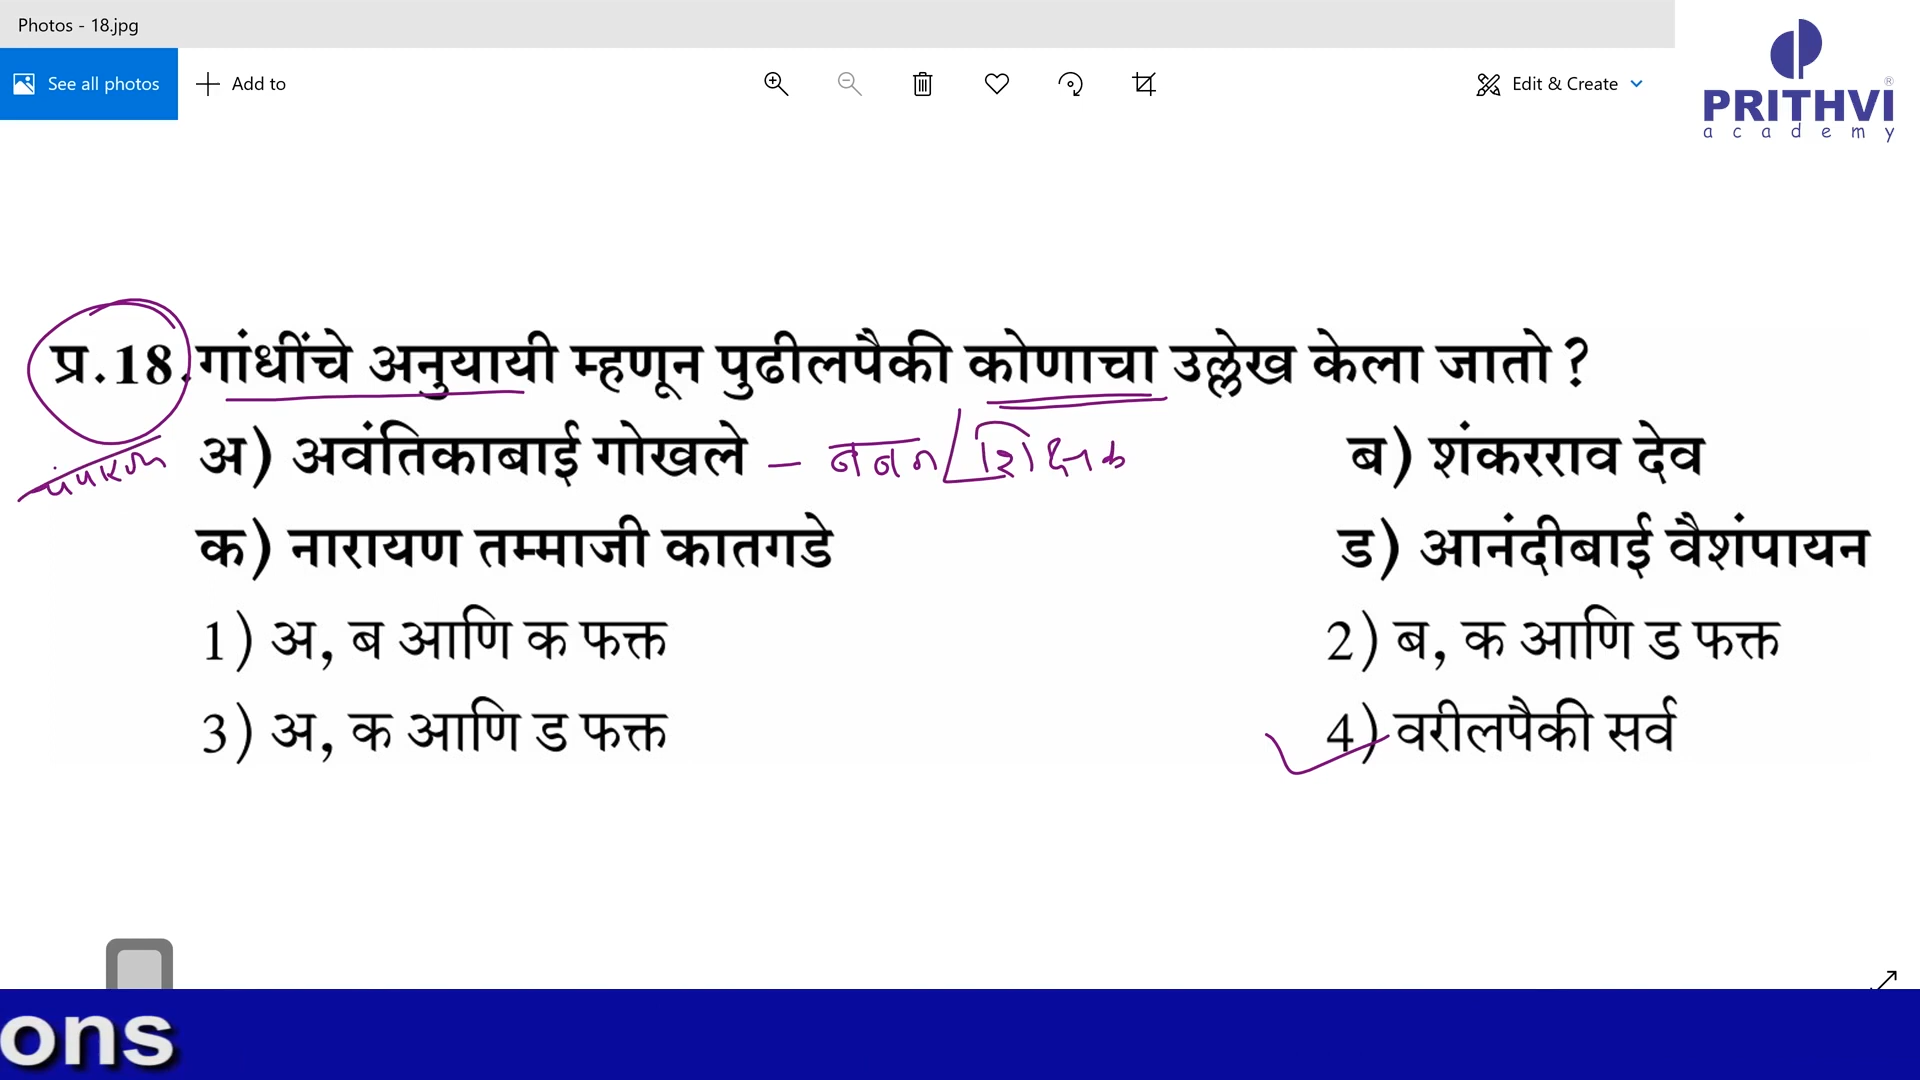 Photos - 18.jpg
See all photos
Add to
Edit & Create
PRITHVI®
academy
प्र.18. गांधींचे अनुयायी म्हणून पुढीलपैकी कोणाचा उल्लेख केला जातो ?
अ) अवंतिकाबाई गोखले –
ब) शंकरराव देव
क) नारायण तम्माजी कातगडे
ड) आनंदीबाई वैशंपायन
1) अ, ब आणि क फक्त
2) ब, क आणि ड फक्त
3) अ, क आणि ड फक्त
4) वरीलपैकी सर्व
ons